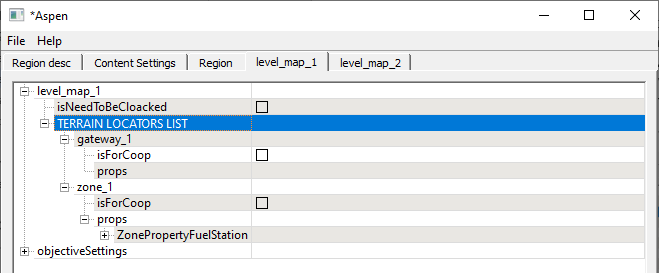 *Aspen
File Help
Region desc Content Settings Region level_map_1 level_map_2
level_map_1
isNeedToBeCloacked
TERRAIN LOCATORS LIST
gateway_1
isForCoop
props
zone_1
isForCoop
props
ZonePropertyFuelStation
objectiveSettings